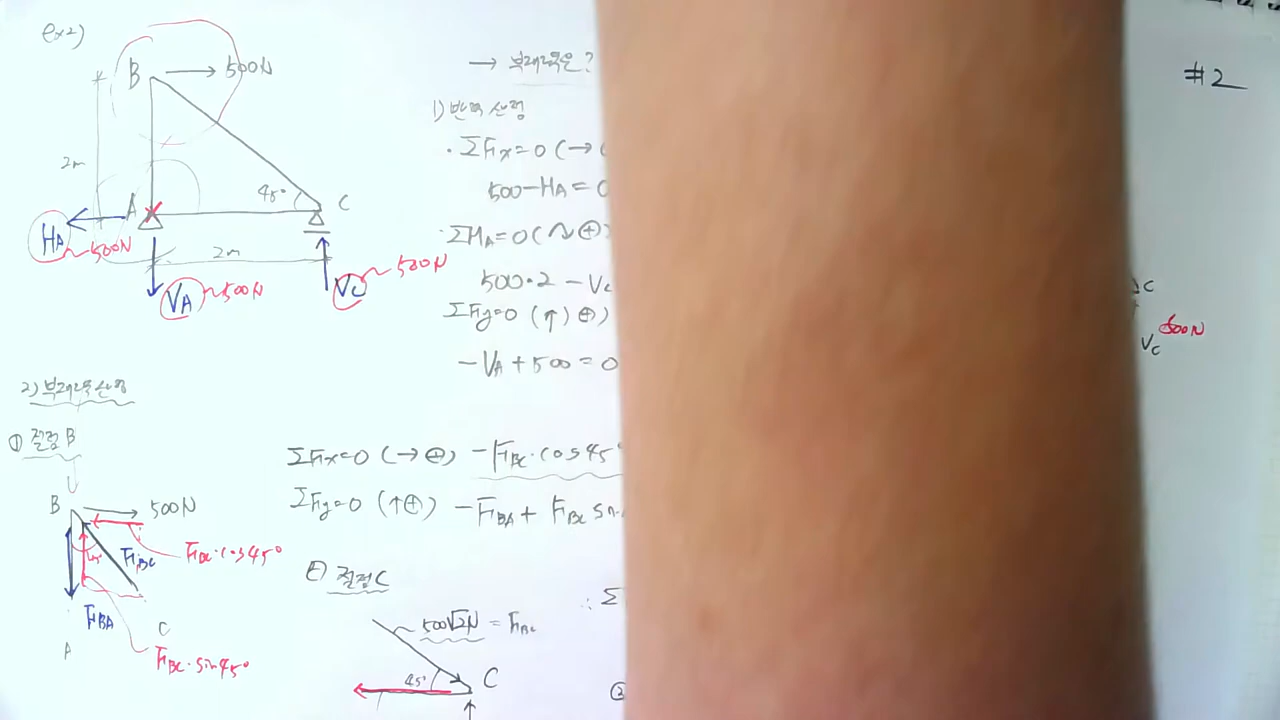 ex2)
B → 500N
2m
A
45°
C
HA
500N
2m
VA 500N
VC 500N
→ 부재력은?
1) 반력 산정
· ΣFx=0 (→
500-HA=0
· ΣMA=0 (⊕)
500·2 - Vc
ΣFy=0 (↑) ⊕)
-VA+500=0
#2
C
Vc 500N
2) 부재력 산정
① 절점 B
B → 500N
FBC
FBC·cos45°
FBA
A
C
FBC·sin45°
ΣFx=0 (→⊕) -FBC·cos45°
ΣFy=0 (↑⊕) -FBA + FBC sin
절점 C
500√2N = FBC
45°
C
∴ Σ
②